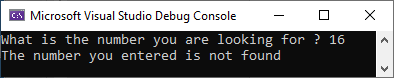 Microsoft Visual Studio Debug Console
What is the number you are looking for ? 16
The number you entered is not found